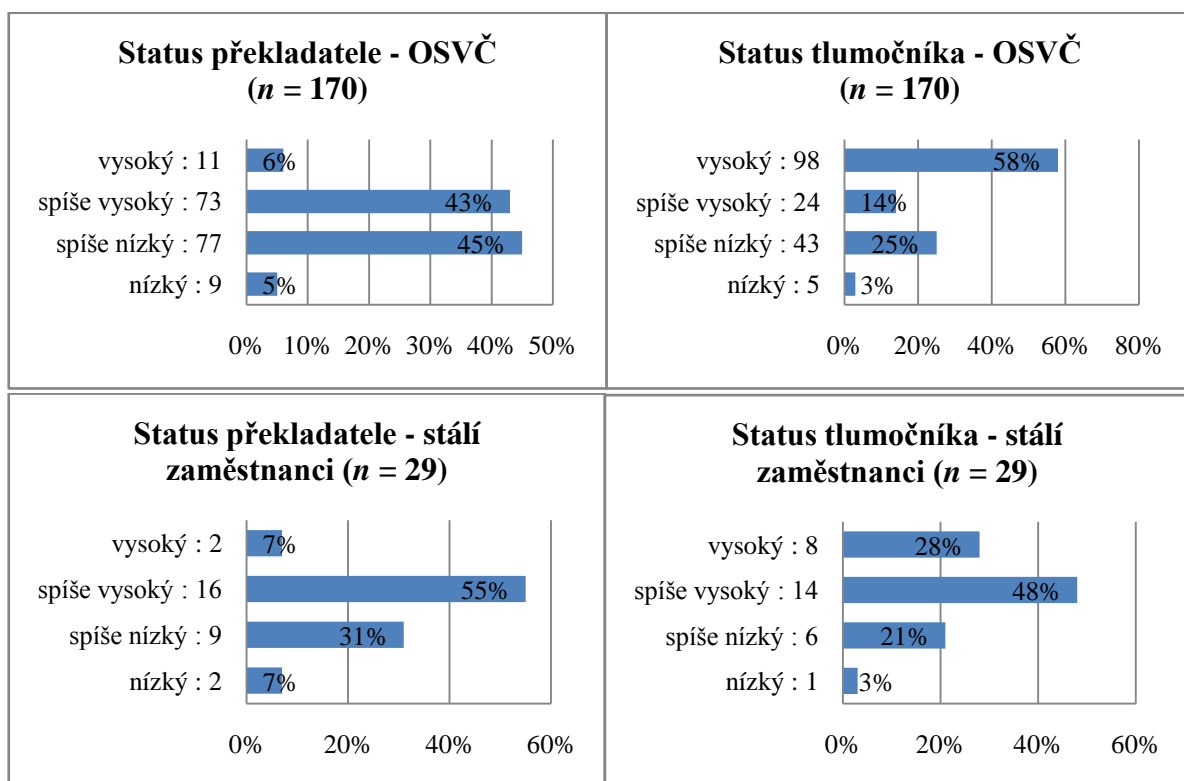 Status překladatele - OSVČ
(n = 170)
vysoký : 11
6%
spíše vysoký : 73
43%
spíše nízký : 77
45%
nízký : 9
5%
0% 10% 20% 30% 40% 50%
Status tlumočníka - OSVČ
(n = 170)
vysoký : 98
58%
spíše vysoký : 24
14%
spíše nízký : 43
25%
nízký : 5
3%
0% 20% 40% 60% 80%
Status překladatele - stálí
zaměstnanci (n = 29)
vysoký : 2
7%
spíše vysoký : 16
55%
spíše nízký : 9
31%
nízký : 2
7%
0% 20% 40% 60%
Status tlumočníka - stálí
zaměstnanci (n = 29)
vysoký : 8
28%
spíše vysoký : 14
48%
spíše nízký : 6
21%
nízký : 1
3%
0% 20% 40% 60%